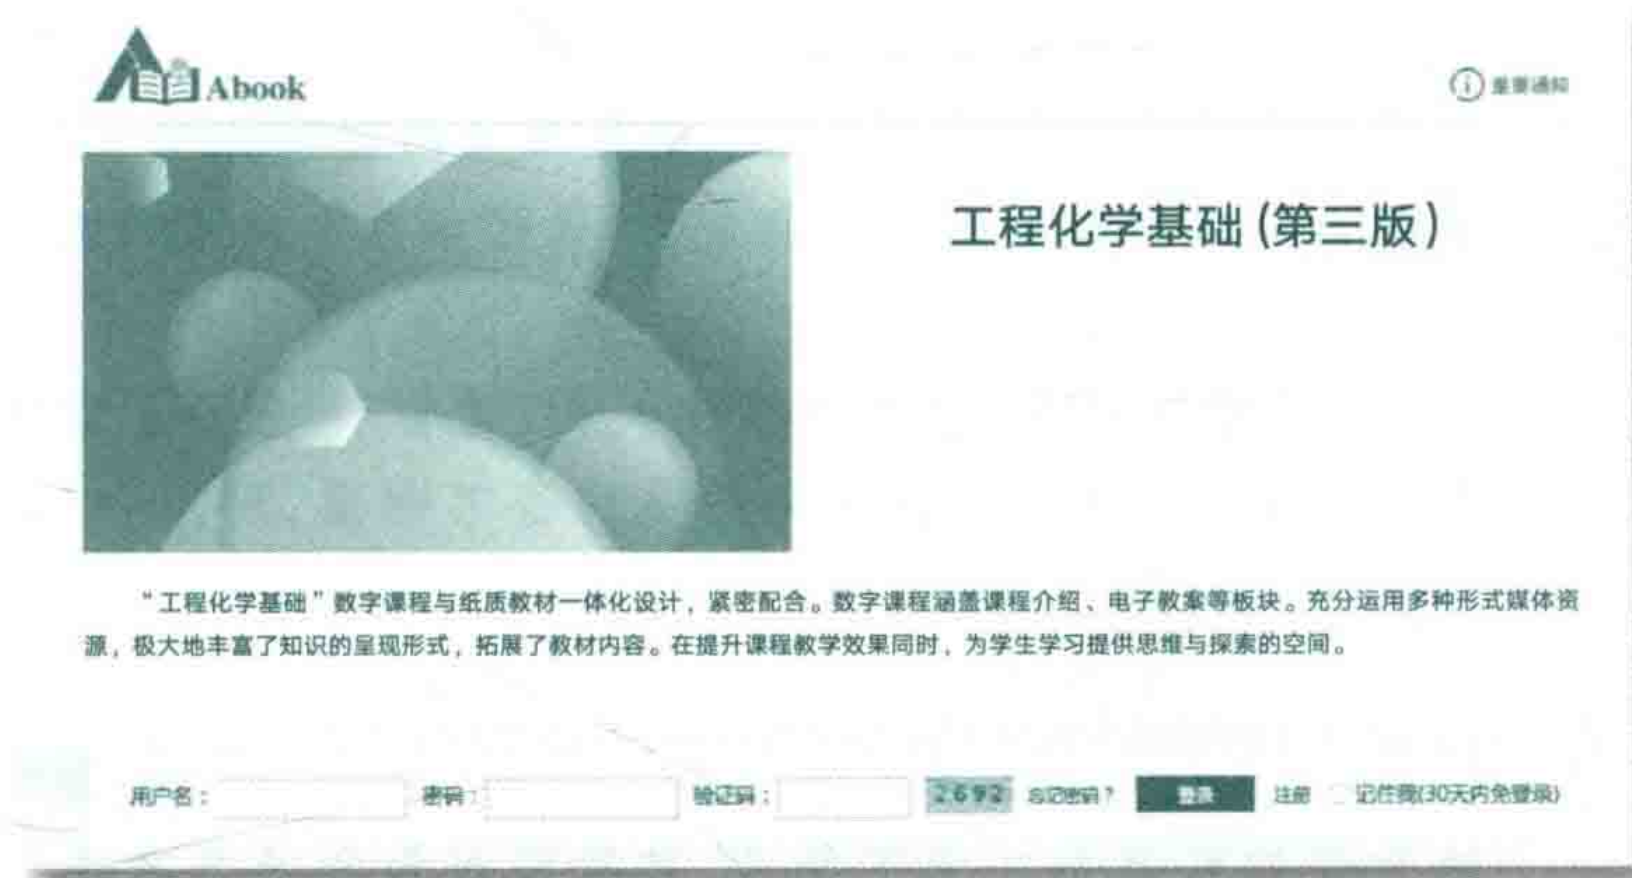 Abook
重要通知
工程化学基础(第三版)
“工程化学基础”数字课程与纸质教材一体化设计，紧密配合。数字课程涵盖课程介绍、电子教案等板块。充分运用多种形式媒体资
源，极大地丰富了知识的呈现形式，拓展了教材内容。在提升课程教学效果同时，为学生学习提供思维与探索的空间。
用户名： 密码： 验证码： 2692 忘记密码？ 登录 注册 记住我(30天内免登录)